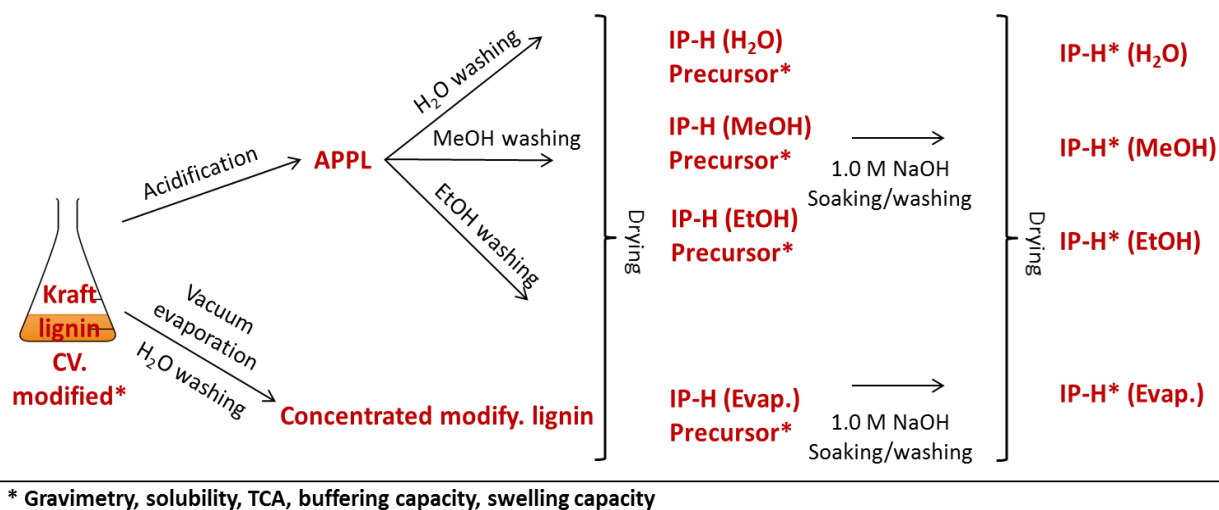 Kraft
lignin
CV.
modified*
Acidification
Vacuum
evaporation
H₂O washing
APPL
H₂O washing
MeOH washing
EtOH washing
Concentrated modify. lignin
Drying
IP-H (H₂O)
Precursor*
IP-H (MeOH)
Precursor*
IP-H (EtOH)
Precursor*
IP-H (Evap.)
Precursor*
1.0 M NaOH
Soaking/washing
1.0 M NaOH
Soaking/washing
Drying
IP-H* (H₂O)
IP-H* (MeOH)
IP-H* (EtOH)
IP-H* (Evap.)
* Gravimetry, solubility, TCA, buffering capacity, swelling capacity